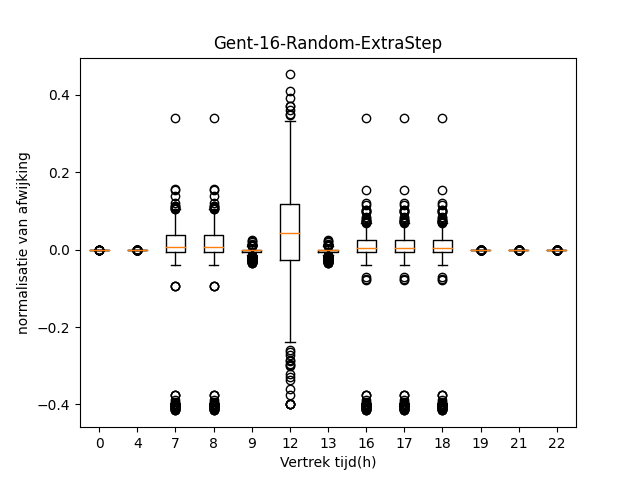 Gent-16-Random-ExtraStep
normalisatie van afwijking
0.4
0.2
0.0
−0.2
−0.4
0 4 7 8 9 12 13 16 17 18 19 21 22
Vertrek tijd(h)